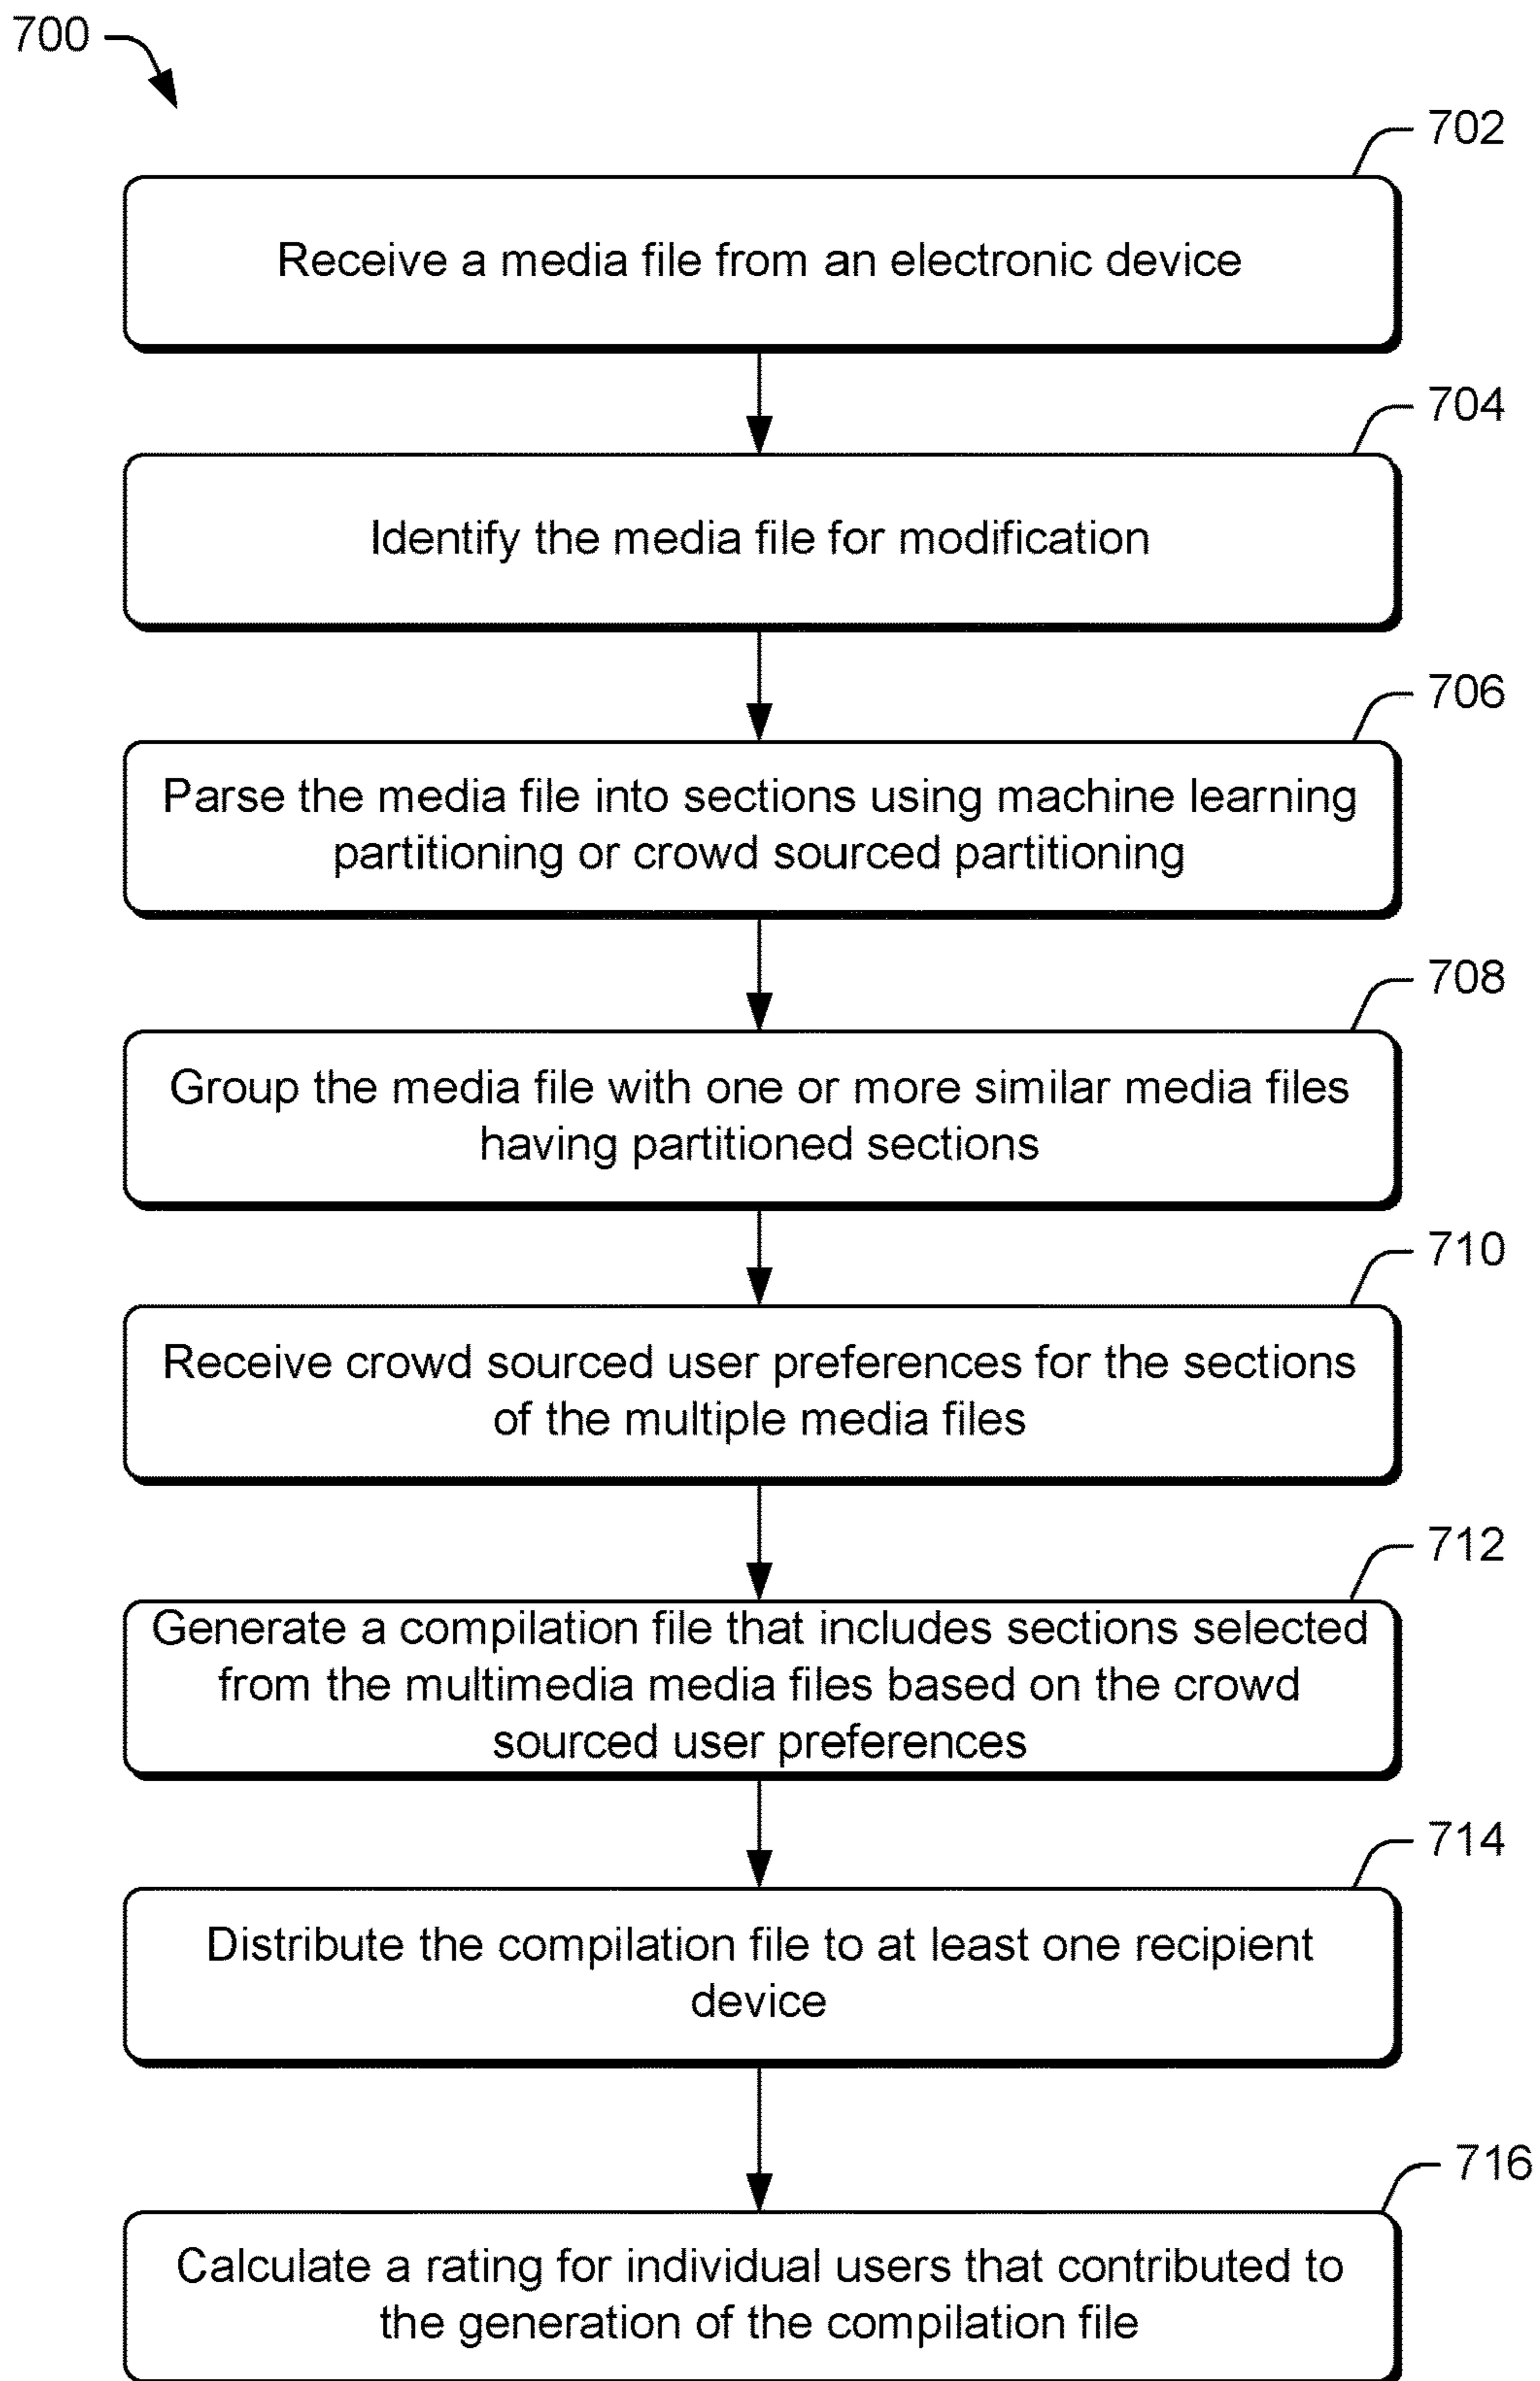 700
702
Receive a media file from an electronic device
704
Identify the media file for modification
706
Parse the media file into sections using machine learning
partitioning or crowd sourced partitioning
708
Group the media file with one or more similar media files
having partitioned sections
710
Receive crowd sourced user preferences for the sections
of the multiple media files
712
Generate a compilation file that includes sections selected
from the multimedia media files based on the crowd
sourced user preferences
714
Distribute the compilation file to at least one recipient
device
716
Calculate a rating for individual users that contributed to
the generation of the compilation file